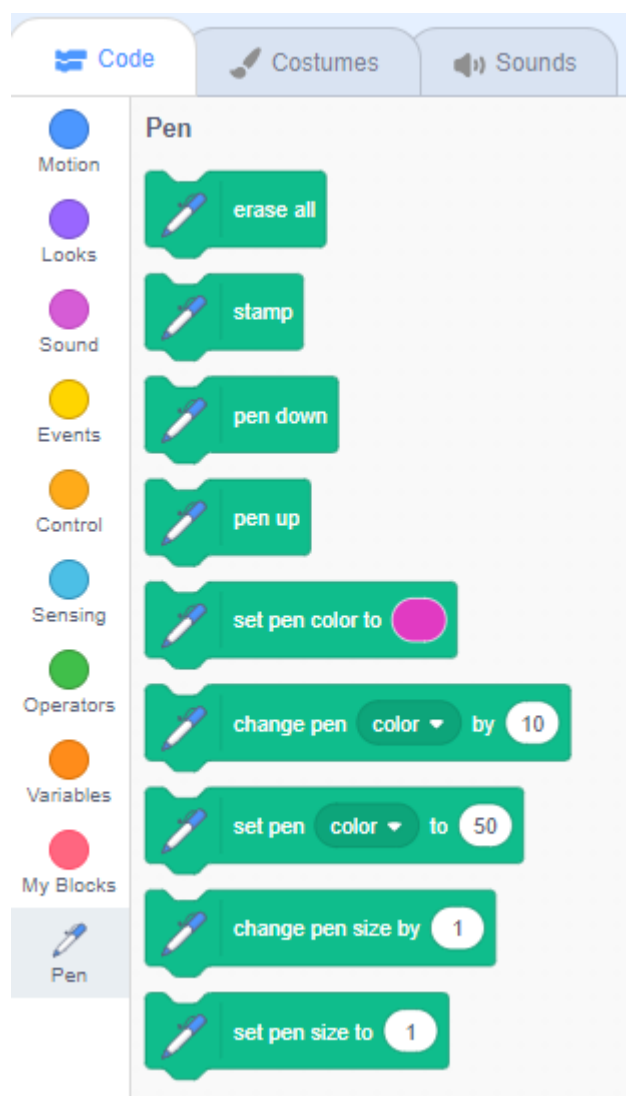 Code Costumes Sounds
Motion
Looks
Sound
Events
Control
Sensing
Operators
Variables
My Blocks
Pen
Pen
erase all
stamp
pen down
pen up
set pen color to
change pen color by 10
set pen color to 50
change pen size by 1
set pen size to 1